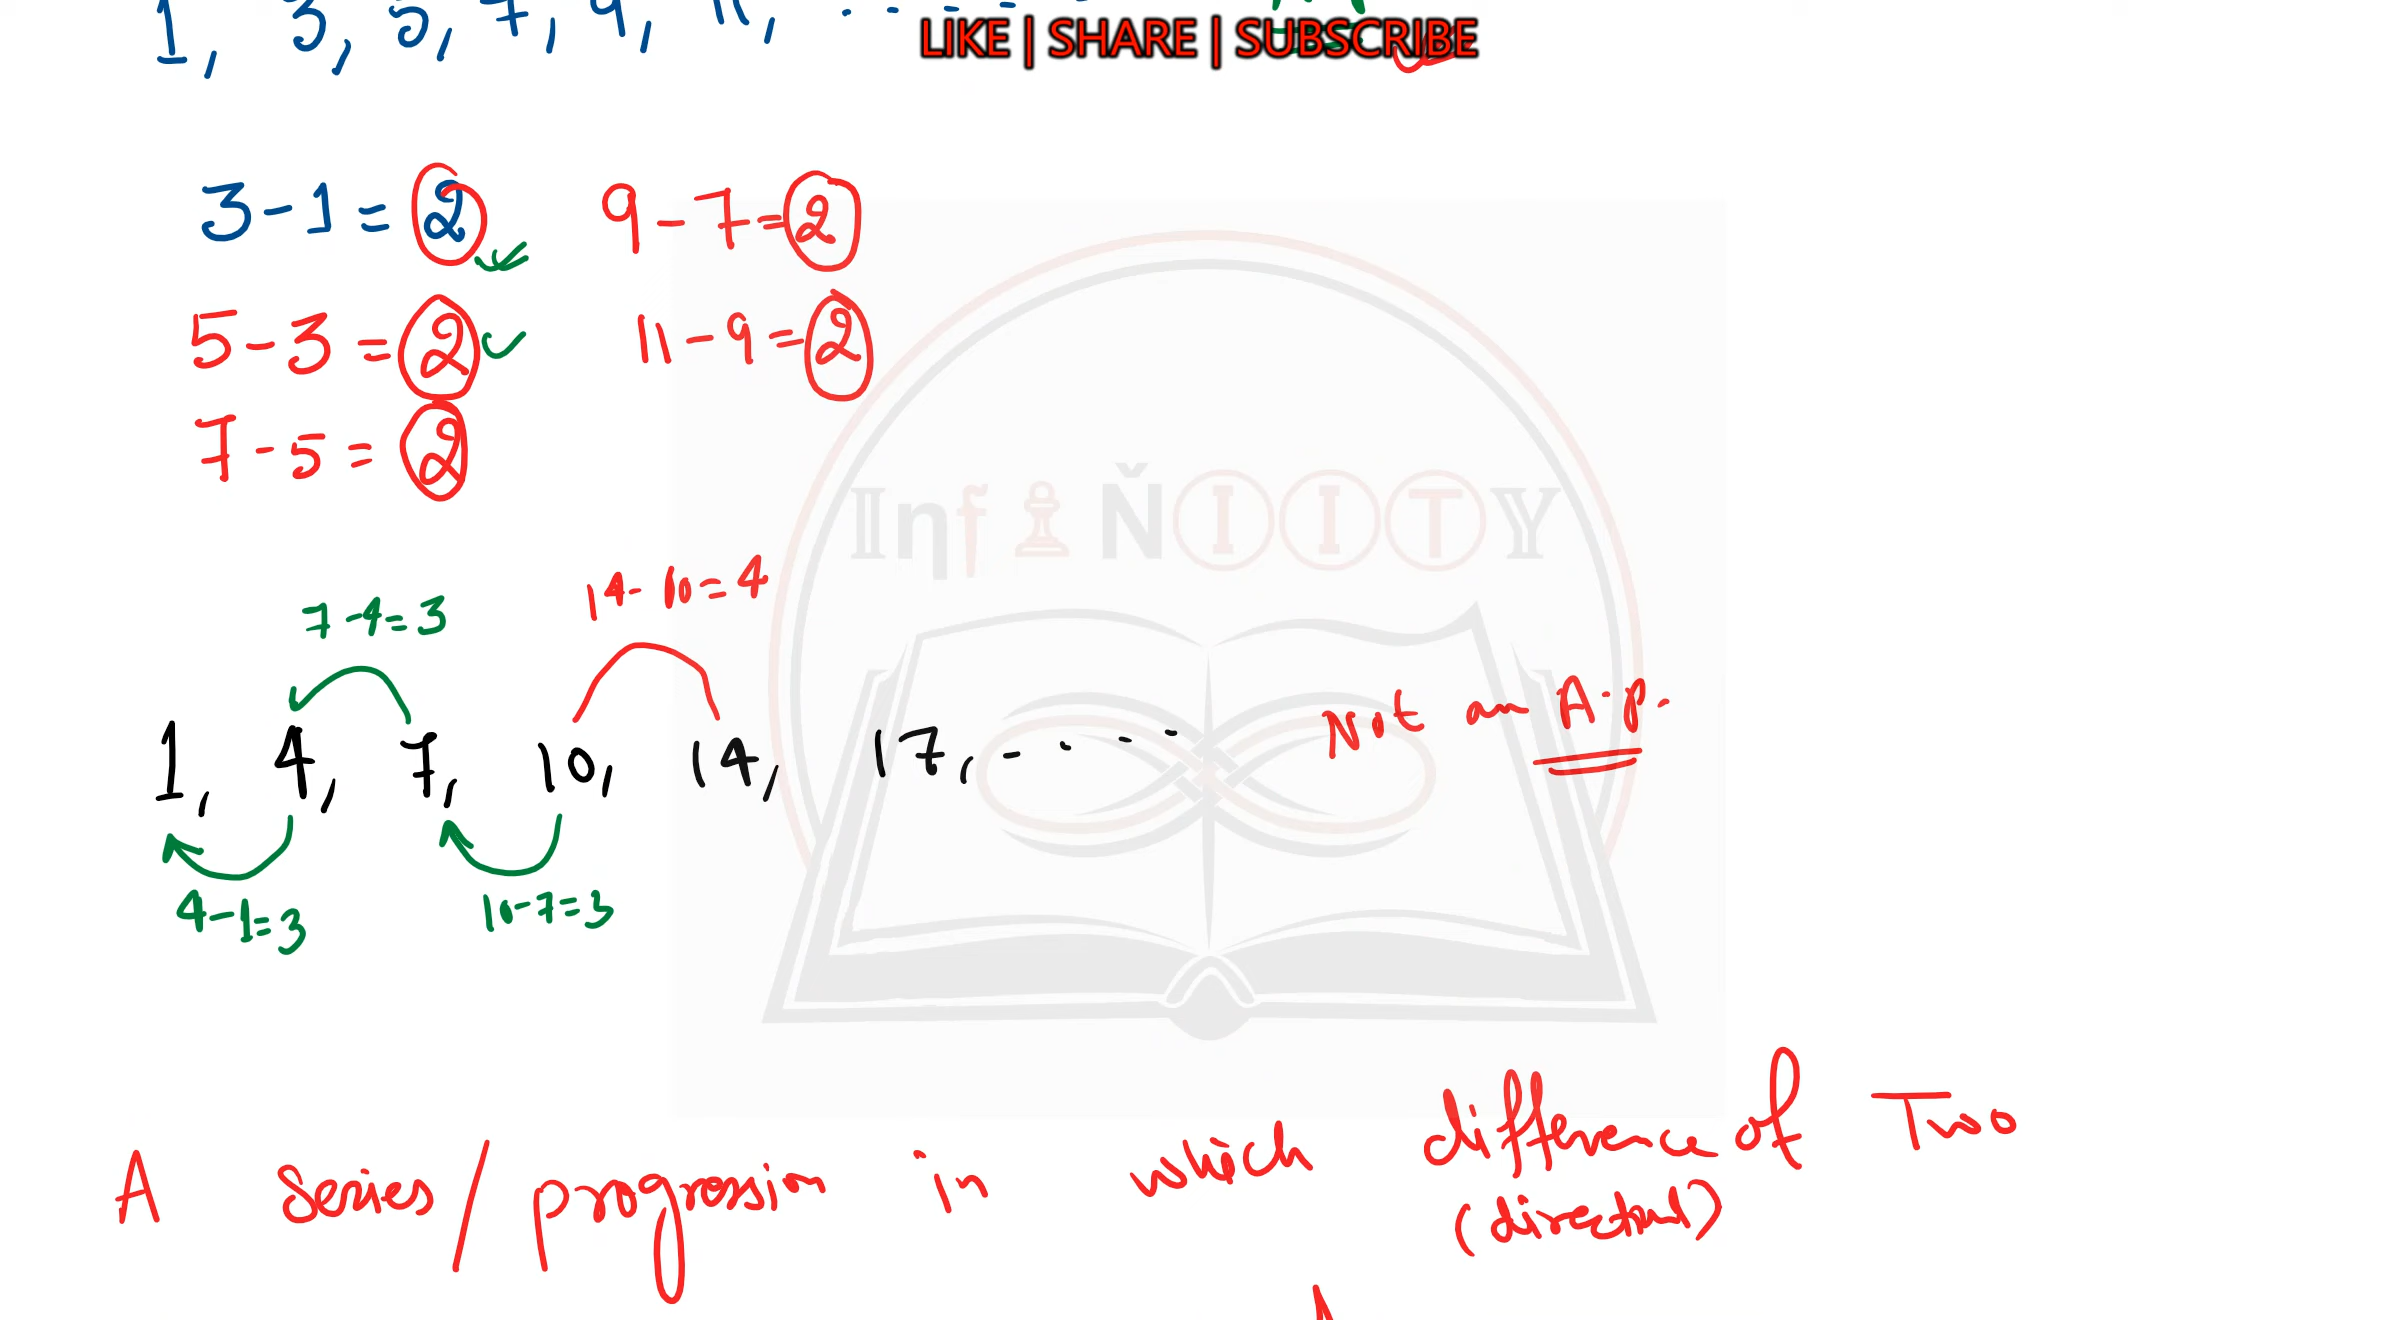 1, 3, 5, 7, 9, 11, .....
LIKE | SHARE | SUBSCRIBE
3-1=2 9-7=2
5-3=2 11-9=2
7-5=2
InfiŇIITY
7-4=3 14-10=4
1, 4, 7, 10, 14, 17, .....
Not an A.P.
4-1=3 10-7=3
A series/progression in which difference of Two